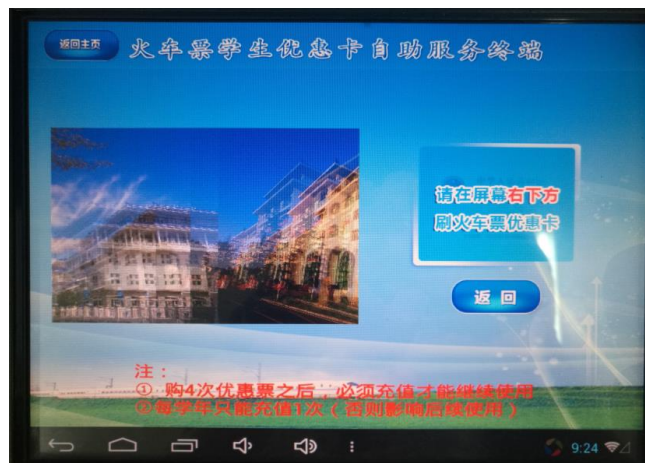 返回主页
火车票学生优惠卡自助服务终端
请在屏幕右下方
刷火车票优惠卡
返回
注：
① 购4次优惠票之后，必须充值才能继续使用
②每学年只能充值1次（否则影响后续使用）
9:24